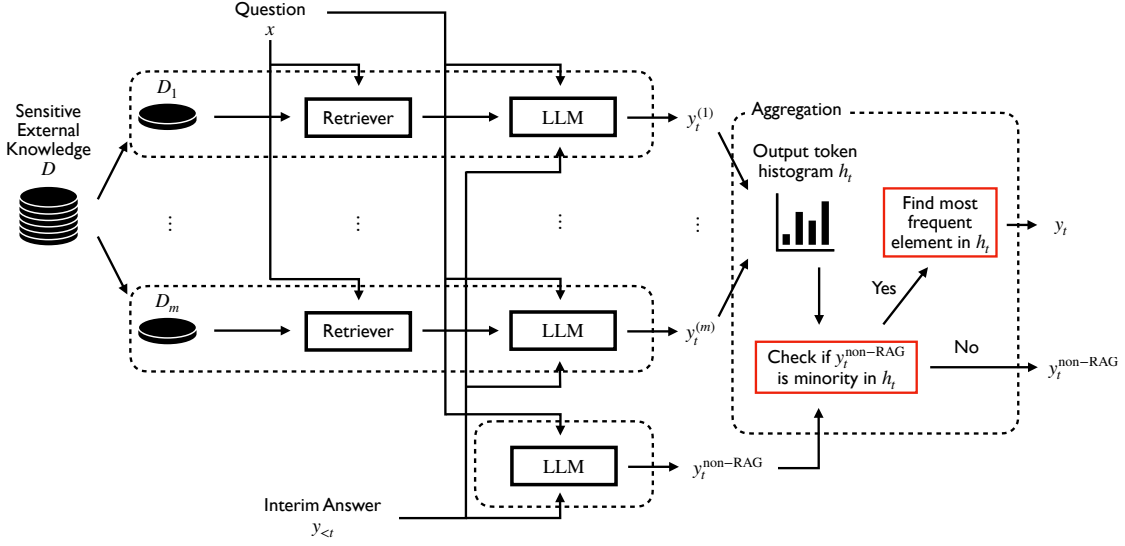 Question
x
Sensitive
External
Knowledge
D
D_1
Retriever
LLM
y_t^{(1)}
Aggregation
Output token
histogram h_t
Find most
frequent
element in h_t
y_t
⋮
⋮
⋮
⋮
Yes
D_m
Retriever
LLM
y_t^{(m)}
Check if y_t^{non-RAG}
is minority in h_t
No
y_t^{non-RAG}
LLM
y_t^{non-RAG}
Interim Answer
y_{<t}